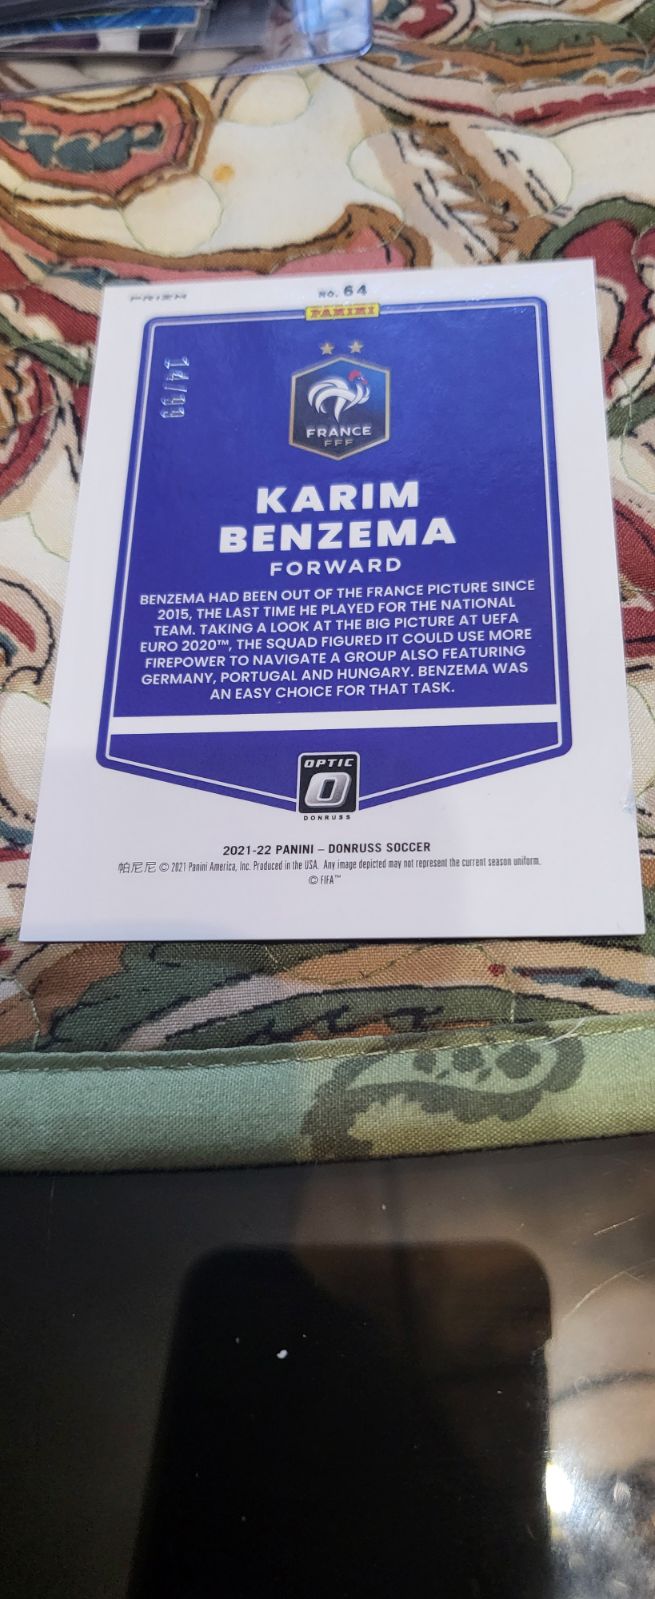 PRIZM
NO. 64
PANINI
14/99
FRANCE
FFF
KARIM
BENZEMA
FORWARD
BENZEMA HAD BEEN OUT OF THE FRANCE PICTURE SINCE
2015, THE LAST TIME HE PLAYED FOR THE NATIONAL
TEAM. TAKING A LOOK AT THE BIG PICTURE AT UEFA
EURO 2020™, THE SQUAD FIGURED IT COULD USE MORE
FIREPOWER TO NAVIGATE A GROUP ALSO FEATURING
GERMANY, PORTUGAL AND HUNGARY. BENZEMA WAS
AN EASY CHOICE FOR THAT TASK.
OPTIC
O
DONRUSS
2021-22 PANINI – DONRUSS SOCCER
帕尼尼 © 2021 Panini America, Inc. Produced in the USA. Any image depicted may not represent the current season uniform.
© FIFA™